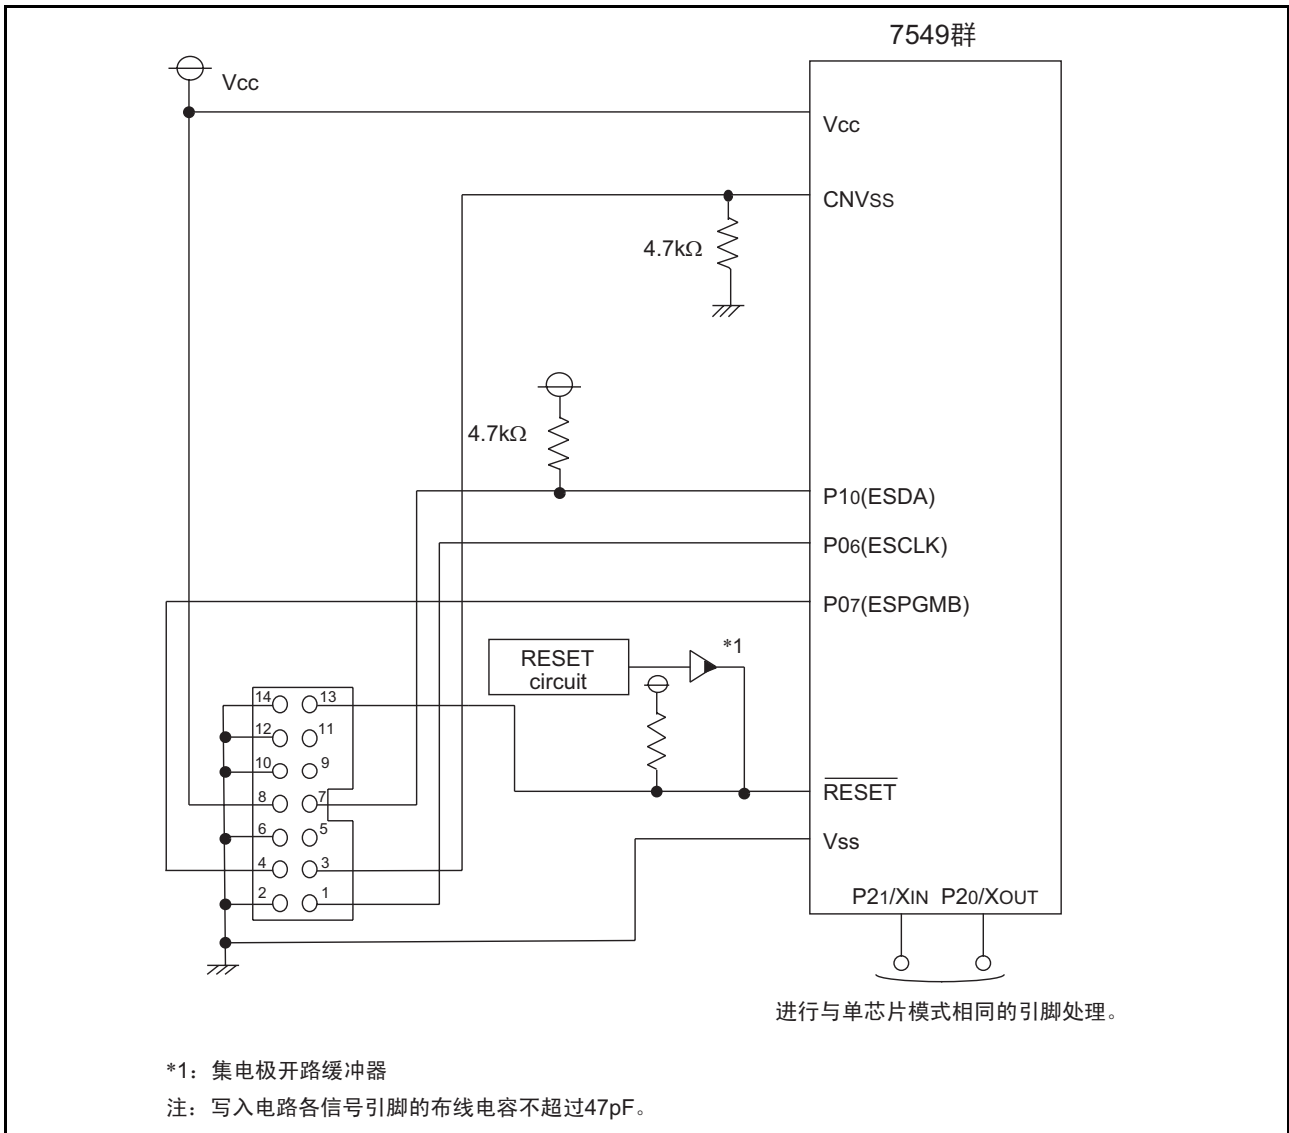 7549群
Vcc
Vcc
CNVss
4.7kΩ
4.7kΩ
P10(ESDA)
P06(ESCLK)
P07(ESPGMB)
*1
RESET
circuit
14 13
12 11
10 9
8 7
6 5
4 3
2 1
RESET
Vss
P21/XIN P20/XOUT
进行与单芯片模式相同的引脚处理。
*1：集电极开路缓冲器
注：写入电路各信号引脚的布线电容不超过47pF。